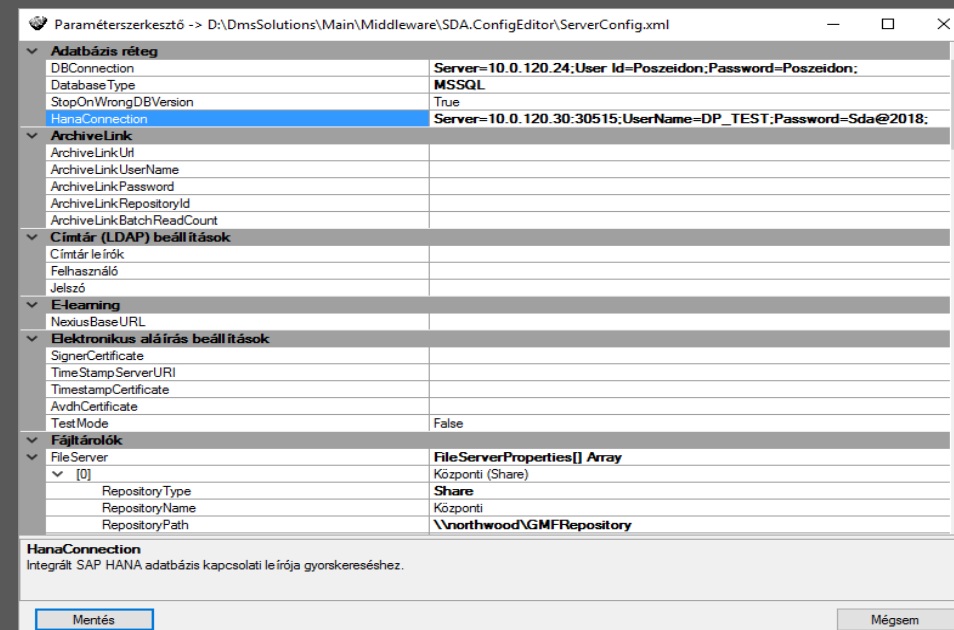 Paraméterszerkesztő -> D:\DmsSolutions\Main\Middleware\SDA.ConfigEditor\ServerConfig.xml
Adatbázis réteg
DBConnection Server=10.0.120.24;User Id=Poszeidon;Password=Poszeidon;
DatabaseType MSSQL
StopOnWrongDBVersion True
HanaConnection Server=10.0.120.30:30515;UserName=DP_TEST;Password=Sda@2018;
ArchiveLink
ArchiveLinkUrl
ArchiveLinkUserName
ArchiveLinkPassword
ArchiveLinkRepositoryId
ArchiveLinkBatchReadCount
Címtár (LDAP) beállítások
Címtár leírók
Felhasználó
Jelszó
E-learning
NexiusBaseURL
Elektronikus aláírás beállítások
SignerCertificate
TimeStampServerURI
TimestampCertificate
AvdhCertificate
TestMode False
Fájltárolók
FileServer FileServerProperties[] Array
[0] Központi (Share)
RepositoryType Share
RepositoryName Központi
RepositoryPath \\northwood\GMFRepository
HanaConnection
Integrált SAP HANA adatbázis kapcsolati leírója gyorskereséshez.
Mentés Mégsem